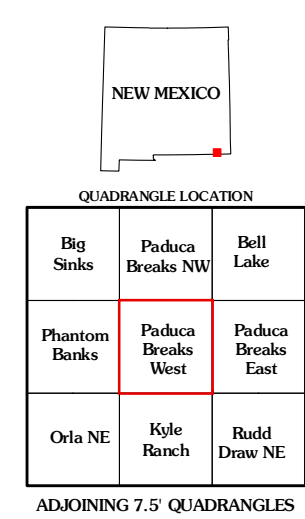 NEW MEXICO
QUADRANGLE LOCATION
Big
Sinks
Paduca
Breaks NW
Bell
Lake
Phantom
Banks
Paduca
Breaks
West
Paduca
Breaks
East
Orla NE
Kyle
Ranch
Rudd
Draw NE
ADJOINING 7.5' QUADRANGLES